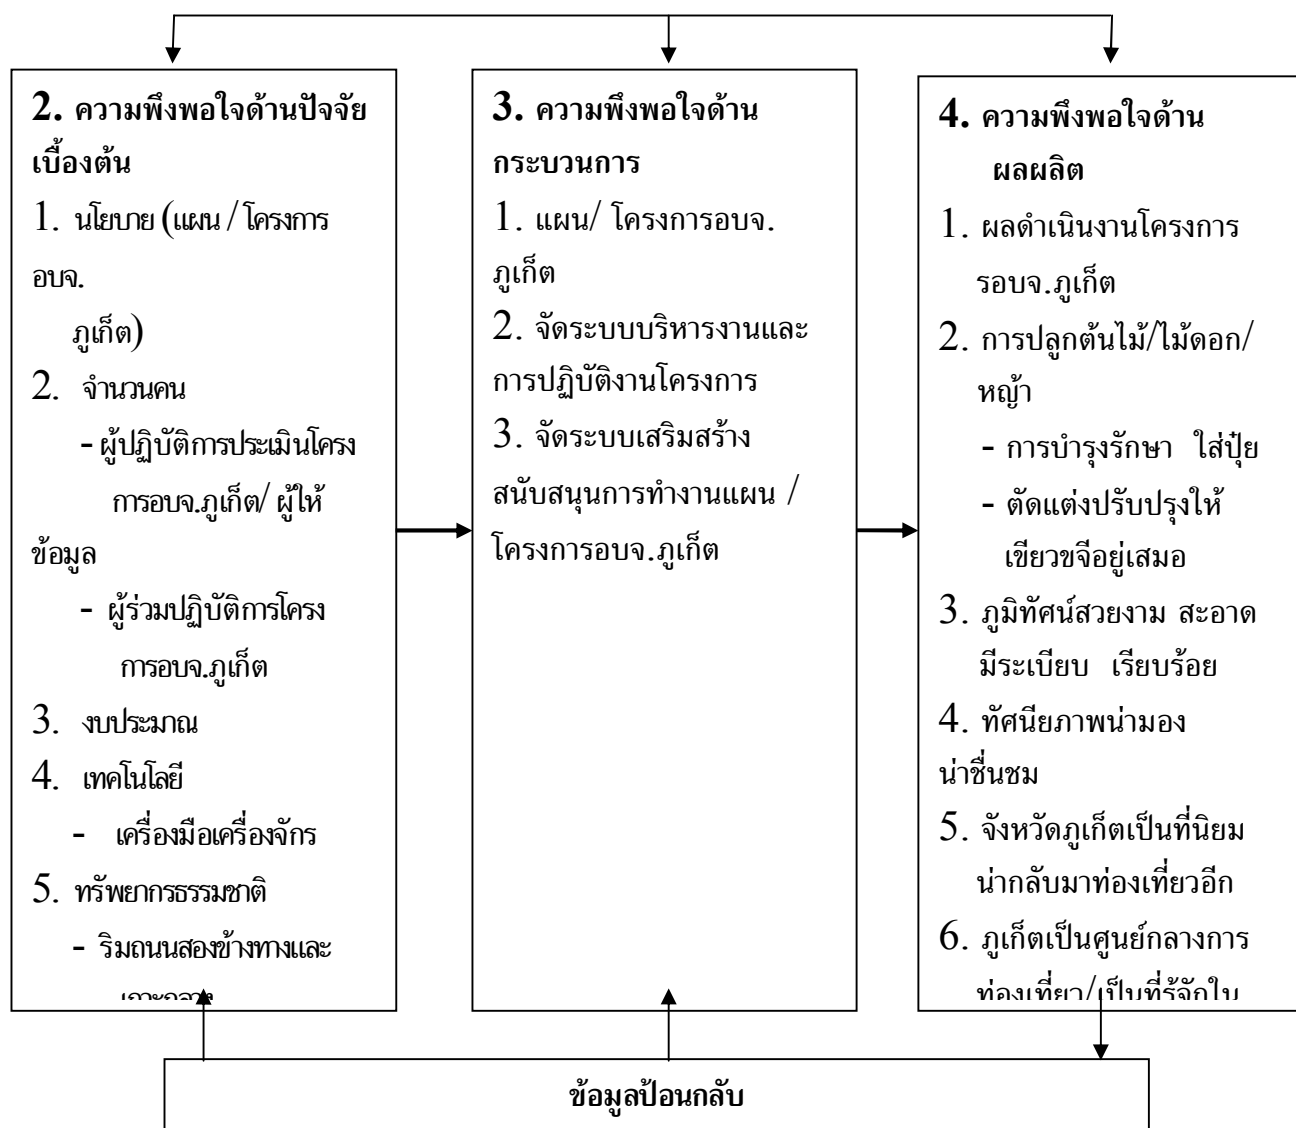 2. ความพึงพอใจด้านปัจจัย
เบื้องต้น
1. นโยบาย (แผน / โครงการ
อบจ.
ภูเก็ต)
2. จำนวนคน
- ผู้ปฏิบัติการประเมินโครง
การอบจ.ภูเก็ต/ ผู้ให้
ข้อมูล
- ผู้ร่วมปฏิบัติการโครง
การอบจ.ภูเก็ต
3. งบประมาณ
4. เทคโนโลยี
- เครื่องมือเครื่องจักร
5. ทรัพยากรธรรมชาติ
- ริมถนนสองข้างทางและ
3. ความพึงพอใจด้าน
กระบวนการ
1. แผน/ โครงการอบจ.
ภูเก็ต
2. จัดระบบบริหารงานและ
การปฏิบัติงานโครงการ
3. จัดระบบเสริมสร้าง
สนับสนุนการทำงานแผน /
โครงการอบจ.ภูเก็ต
4. ความพึงพอใจด้าน
ผลผลิต
1. ผลดำเนินงานโครงการ
รอบจ.ภูเก็ต
2. การปลูกต้นไม้/ไม้ดอก/
หญ้า
- การบำรุงรักษา ใส่ปุ๋ย
- ตัดแต่งปรับปรุงให้
เขียวขจีอยู่เสมอ
3. ภูมิทัศน์สวยงาม สะอาด
มีระเบียบ เรียบร้อย
4. ทัศนียภาพน่ามอง
น่าชื่นชม
5. จังหวัดภูเก็ตเป็นที่นิยม
น่ากลับมาท่องเที่ยวอีก
6. ภูเก็ตเป็นศูนย์กลางการ
ท่องเที่ยว/เป็นที่รู้จักใน
ข้อมูลป้อนกลับ